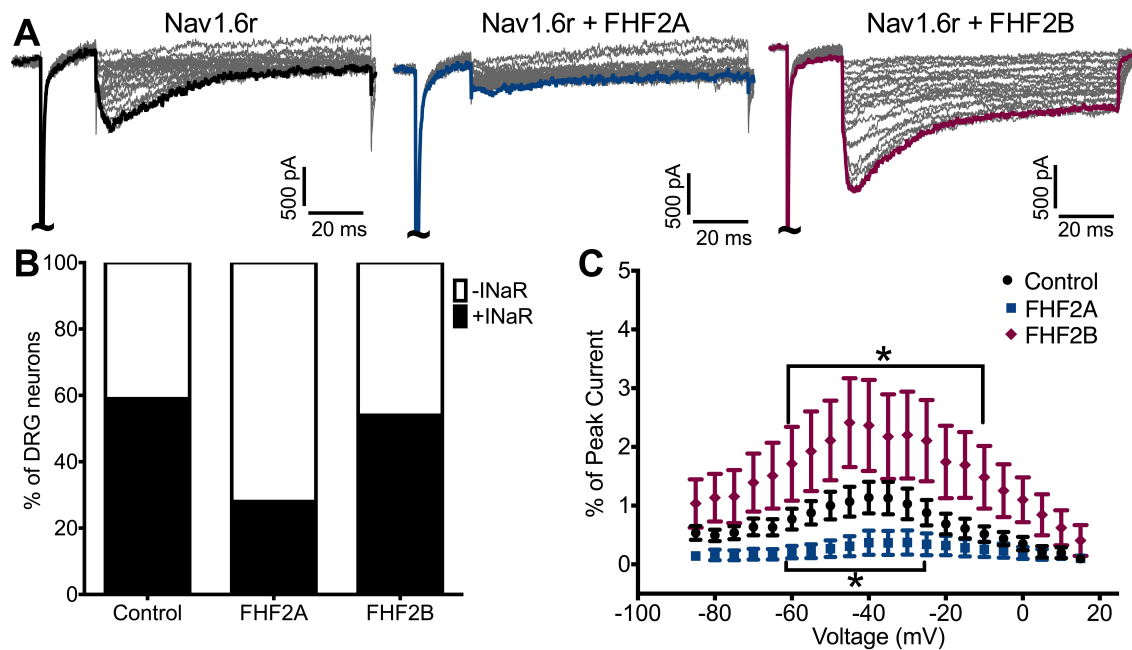 A
Nav1.6r
Nav1.6r + FHF2A
Nav1.6r + FHF2B
500 pA
20 ms
500 pA
20 ms
500 pA
20 ms
B
% of DRG neurons
100
80
60
40
20
0
Control
FHF2A
FHF2B
-INaR
+INaR
C
% of Peak Current
5
4
3
2
1
0
-100
-80
-60
-40
-20
0
20
Voltage (mV)
Control
FHF2A
FHF2B
*
*